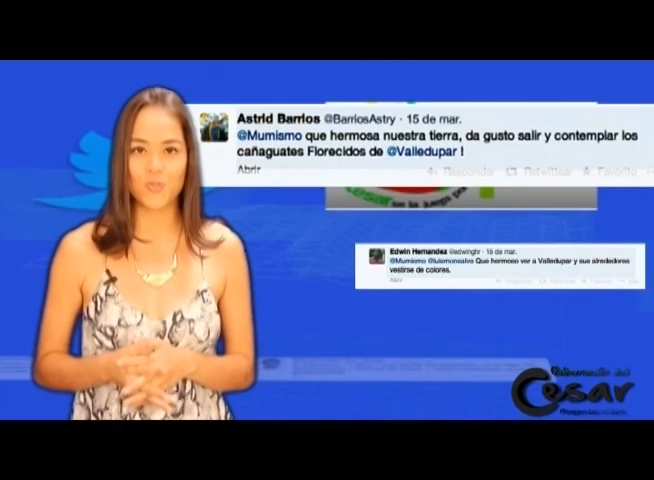 Astrid Barrios @BarriosAstry · 15 de mar.
@Mumismo que hermosa nuestra tierra, da gusto salir y contemplar los
cañaguates Florecidos de @Valledupar !
Abrir
Responder Retwittear Favorito
Cesar
Edwin Hernandez @edwinghr · 15 de mar.
@Mumismo @luismonsalvo Que hermoso ver a Valledupar y sus alrededores
vestirse de colores.
Abrir
Cesar